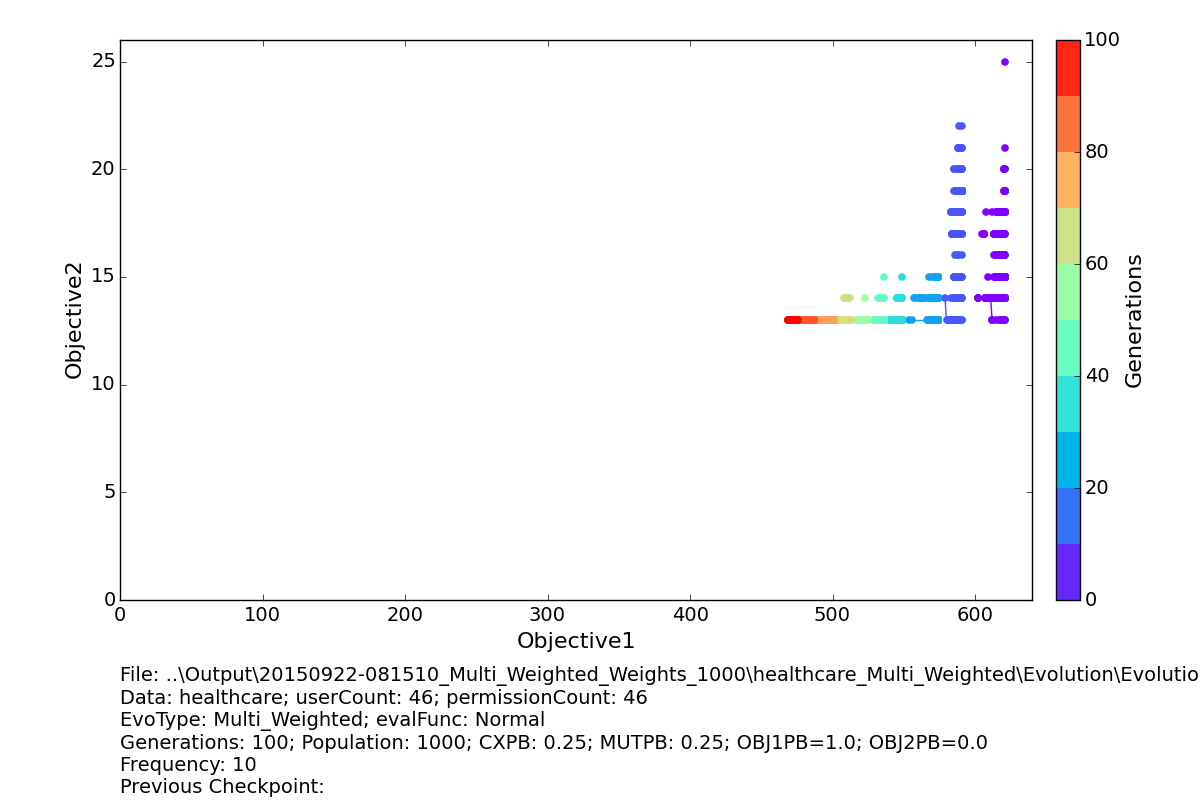 25
20
15
10
5
0
Objective2
0 100 200 300 400 500 600
Objective1
100
80
60
40
20
0
Generations
File: ..\Output\20150922-081510_Multi_Weighted_Weights_1000\healthcare_Multi_Weighted\Evolution\Evolutio
Data: healthcare; userCount: 46; permissionCount: 46
EvoType: Multi_Weighted; evalFunc: Normal
Generations: 100; Population: 1000; CXPB: 0.25; MUTPB: 0.25; OBJ1PB=1.0; OBJ2PB=0.0
Frequency: 10
Previous Checkpoint: